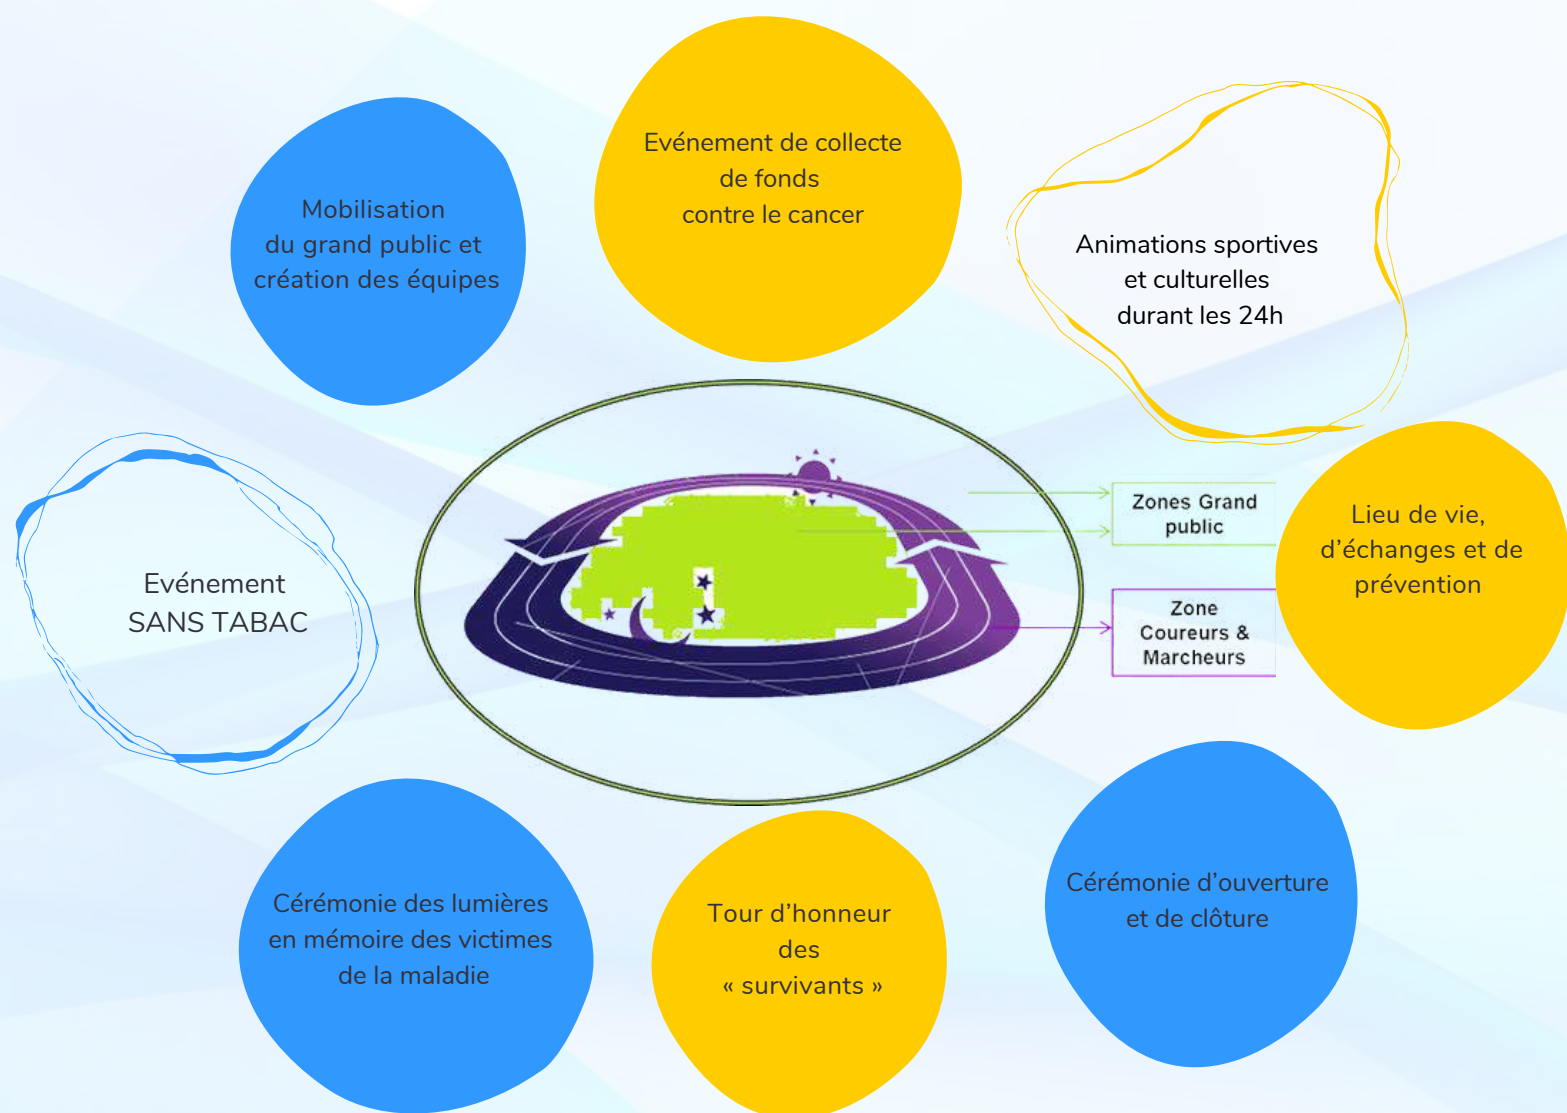 Evénement de collecte
de fonds
contre le cancer
Mobilisation
du grand public et
création des équipes
Animations sportives
et culturelles
durant les 24h
Zones Grand
public
Lieu de vie,
d’échanges et de
prévention
Evénement
SANS TABAC
Zone
Coureurs &
Marcheurs
Cérémonie des lumières
en mémoire des victimes
de la maladie
Tour d’honneur
des
« survivants »
Cérémonie d’ouverture
et de clôture